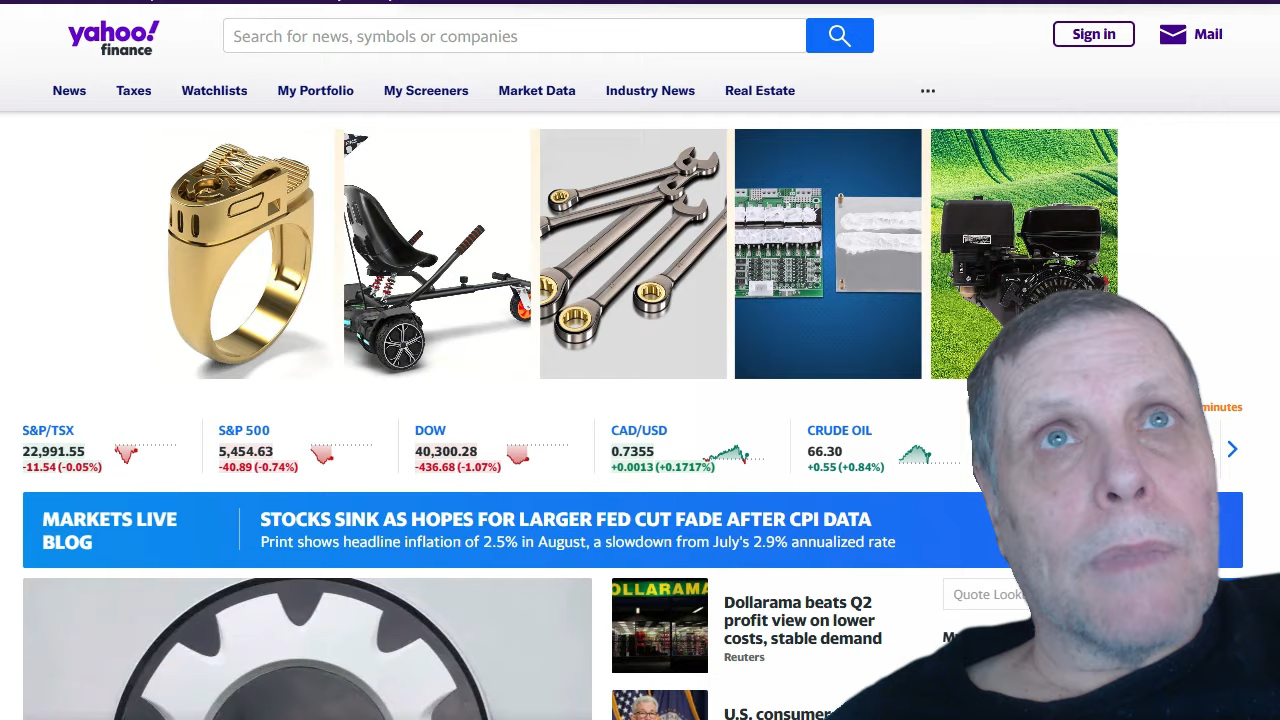 yahoo!
finance
Search for news, symbols or companies
Sign in
Mail
News
Taxes
Watchlists
My Portfolio
My Screeners
Market Data
Industry News
Real Estate
...
minutes
S&P/TSX
22,991.55
-11.54 (-0.05%)
S&P 500
5,454.63
-40.89 (-0.74%)
DOW
40,300.28
-436.68 (-1.07%)
CAD/USD
0.7355
+0.0013 (+0.1717%)
CRUDE OIL
66.30
+0.55 (+0.84%)
MARKETS LIVE
BLOG
STOCKS SINK AS HOPES FOR LARGER FED CUT FADE AFTER CPI DATA
Print shows headline inflation of 2.5% in August, a slowdown from July's 2.9% annualized rate
OLLARAMA
Dollarama beats Q2
profit view on lower
costs, stable demand
Reuters
U.S. consumer
Quote Look